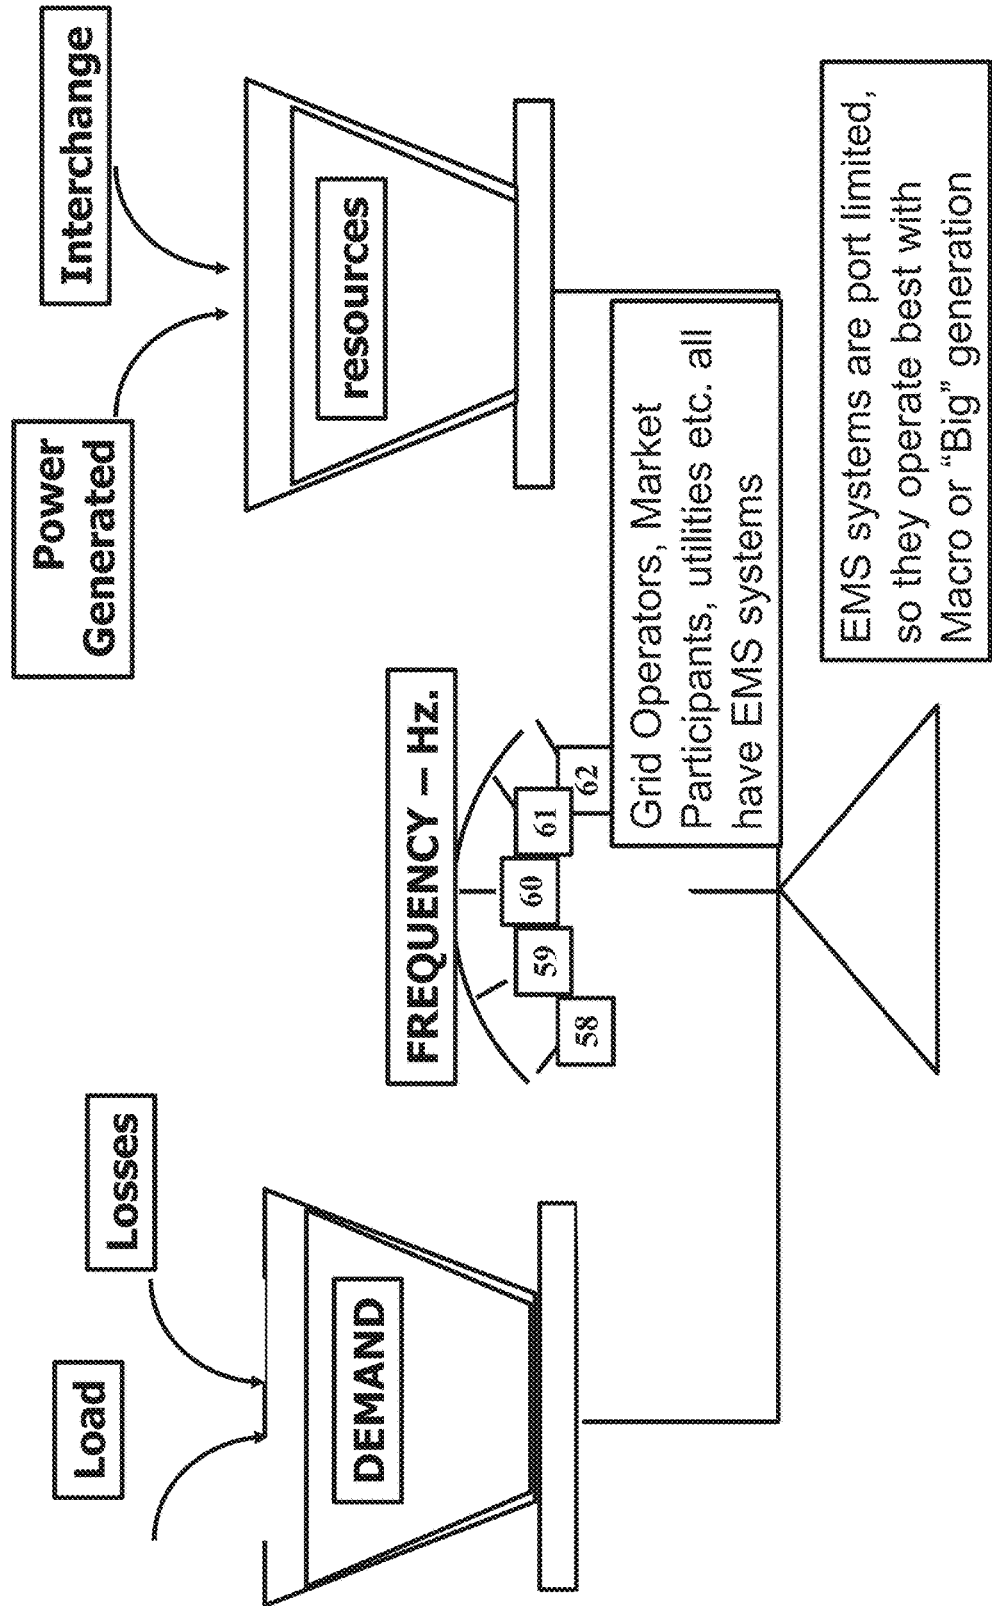 Load
Losses
DEMAND
FREQUENCY – Hz.
58
59
60
61
62
Power
Generated
Interchange
resources
Grid Operators, Market
Participants, utilities etc. all
have EMS systems
EMS systems are port limited,
so they operate best with
Macro or “Big” generation